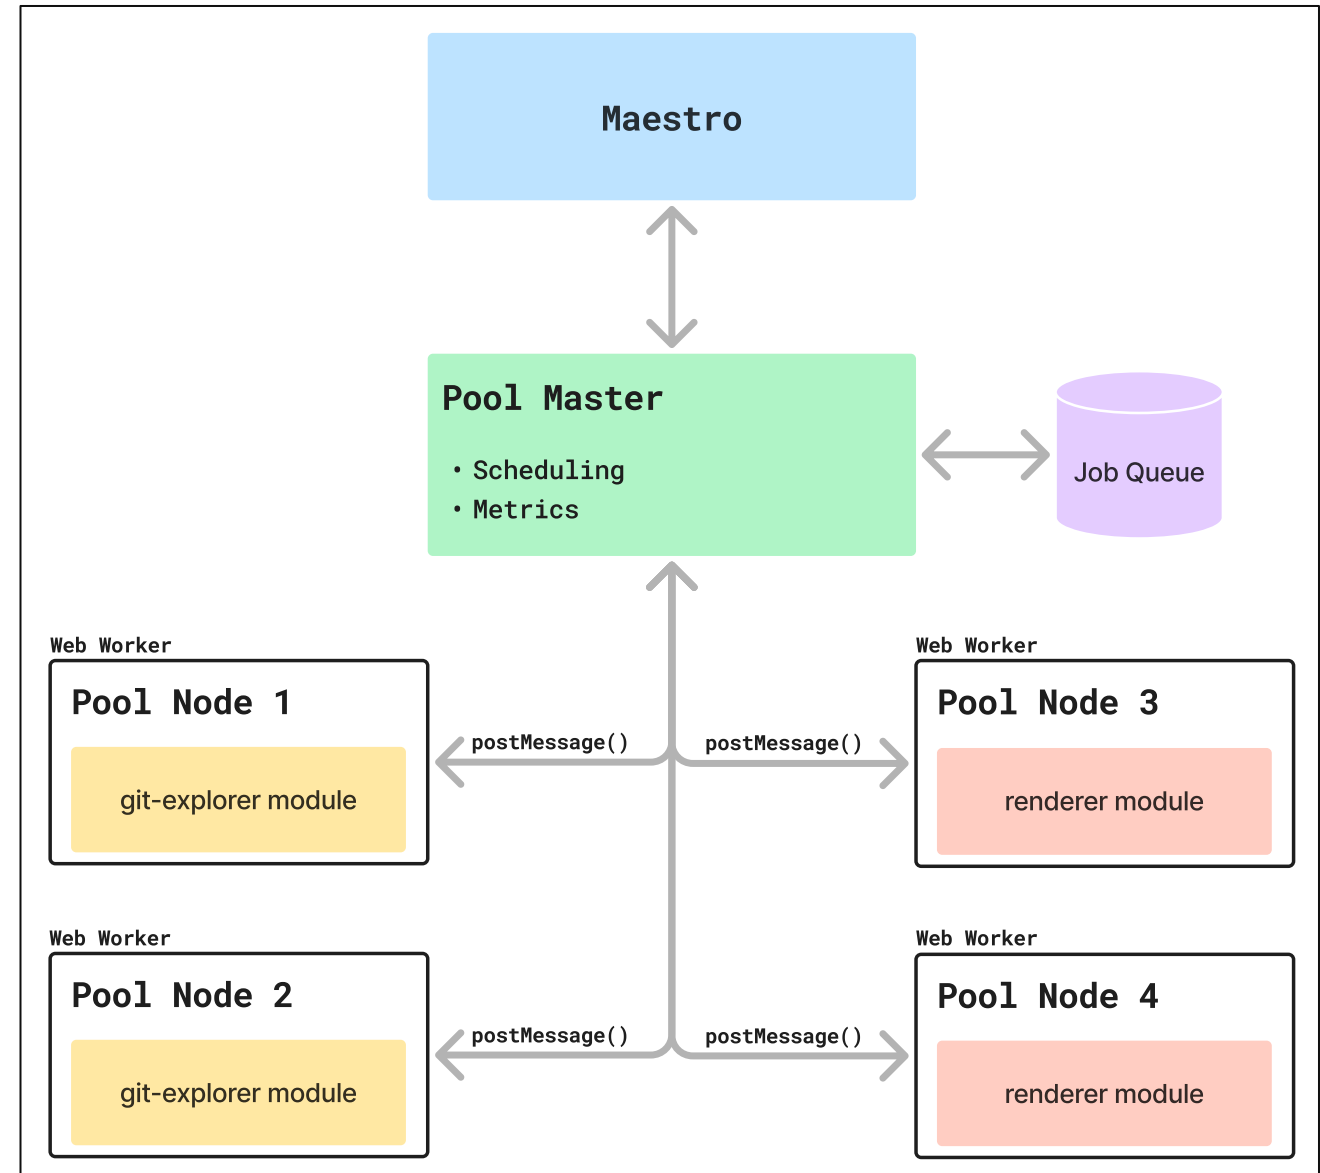 Maestro
Pool Master
• Scheduling
• Metrics
Job Queue
Web Worker
Pool Node 1
git-explorer module
postMessage()
postMessage()
Web Worker
Pool Node 3
renderer module
Web Worker
Pool Node 2
git-explorer module
postMessage()
postMessage()
Web Worker
Pool Node 4
renderer module